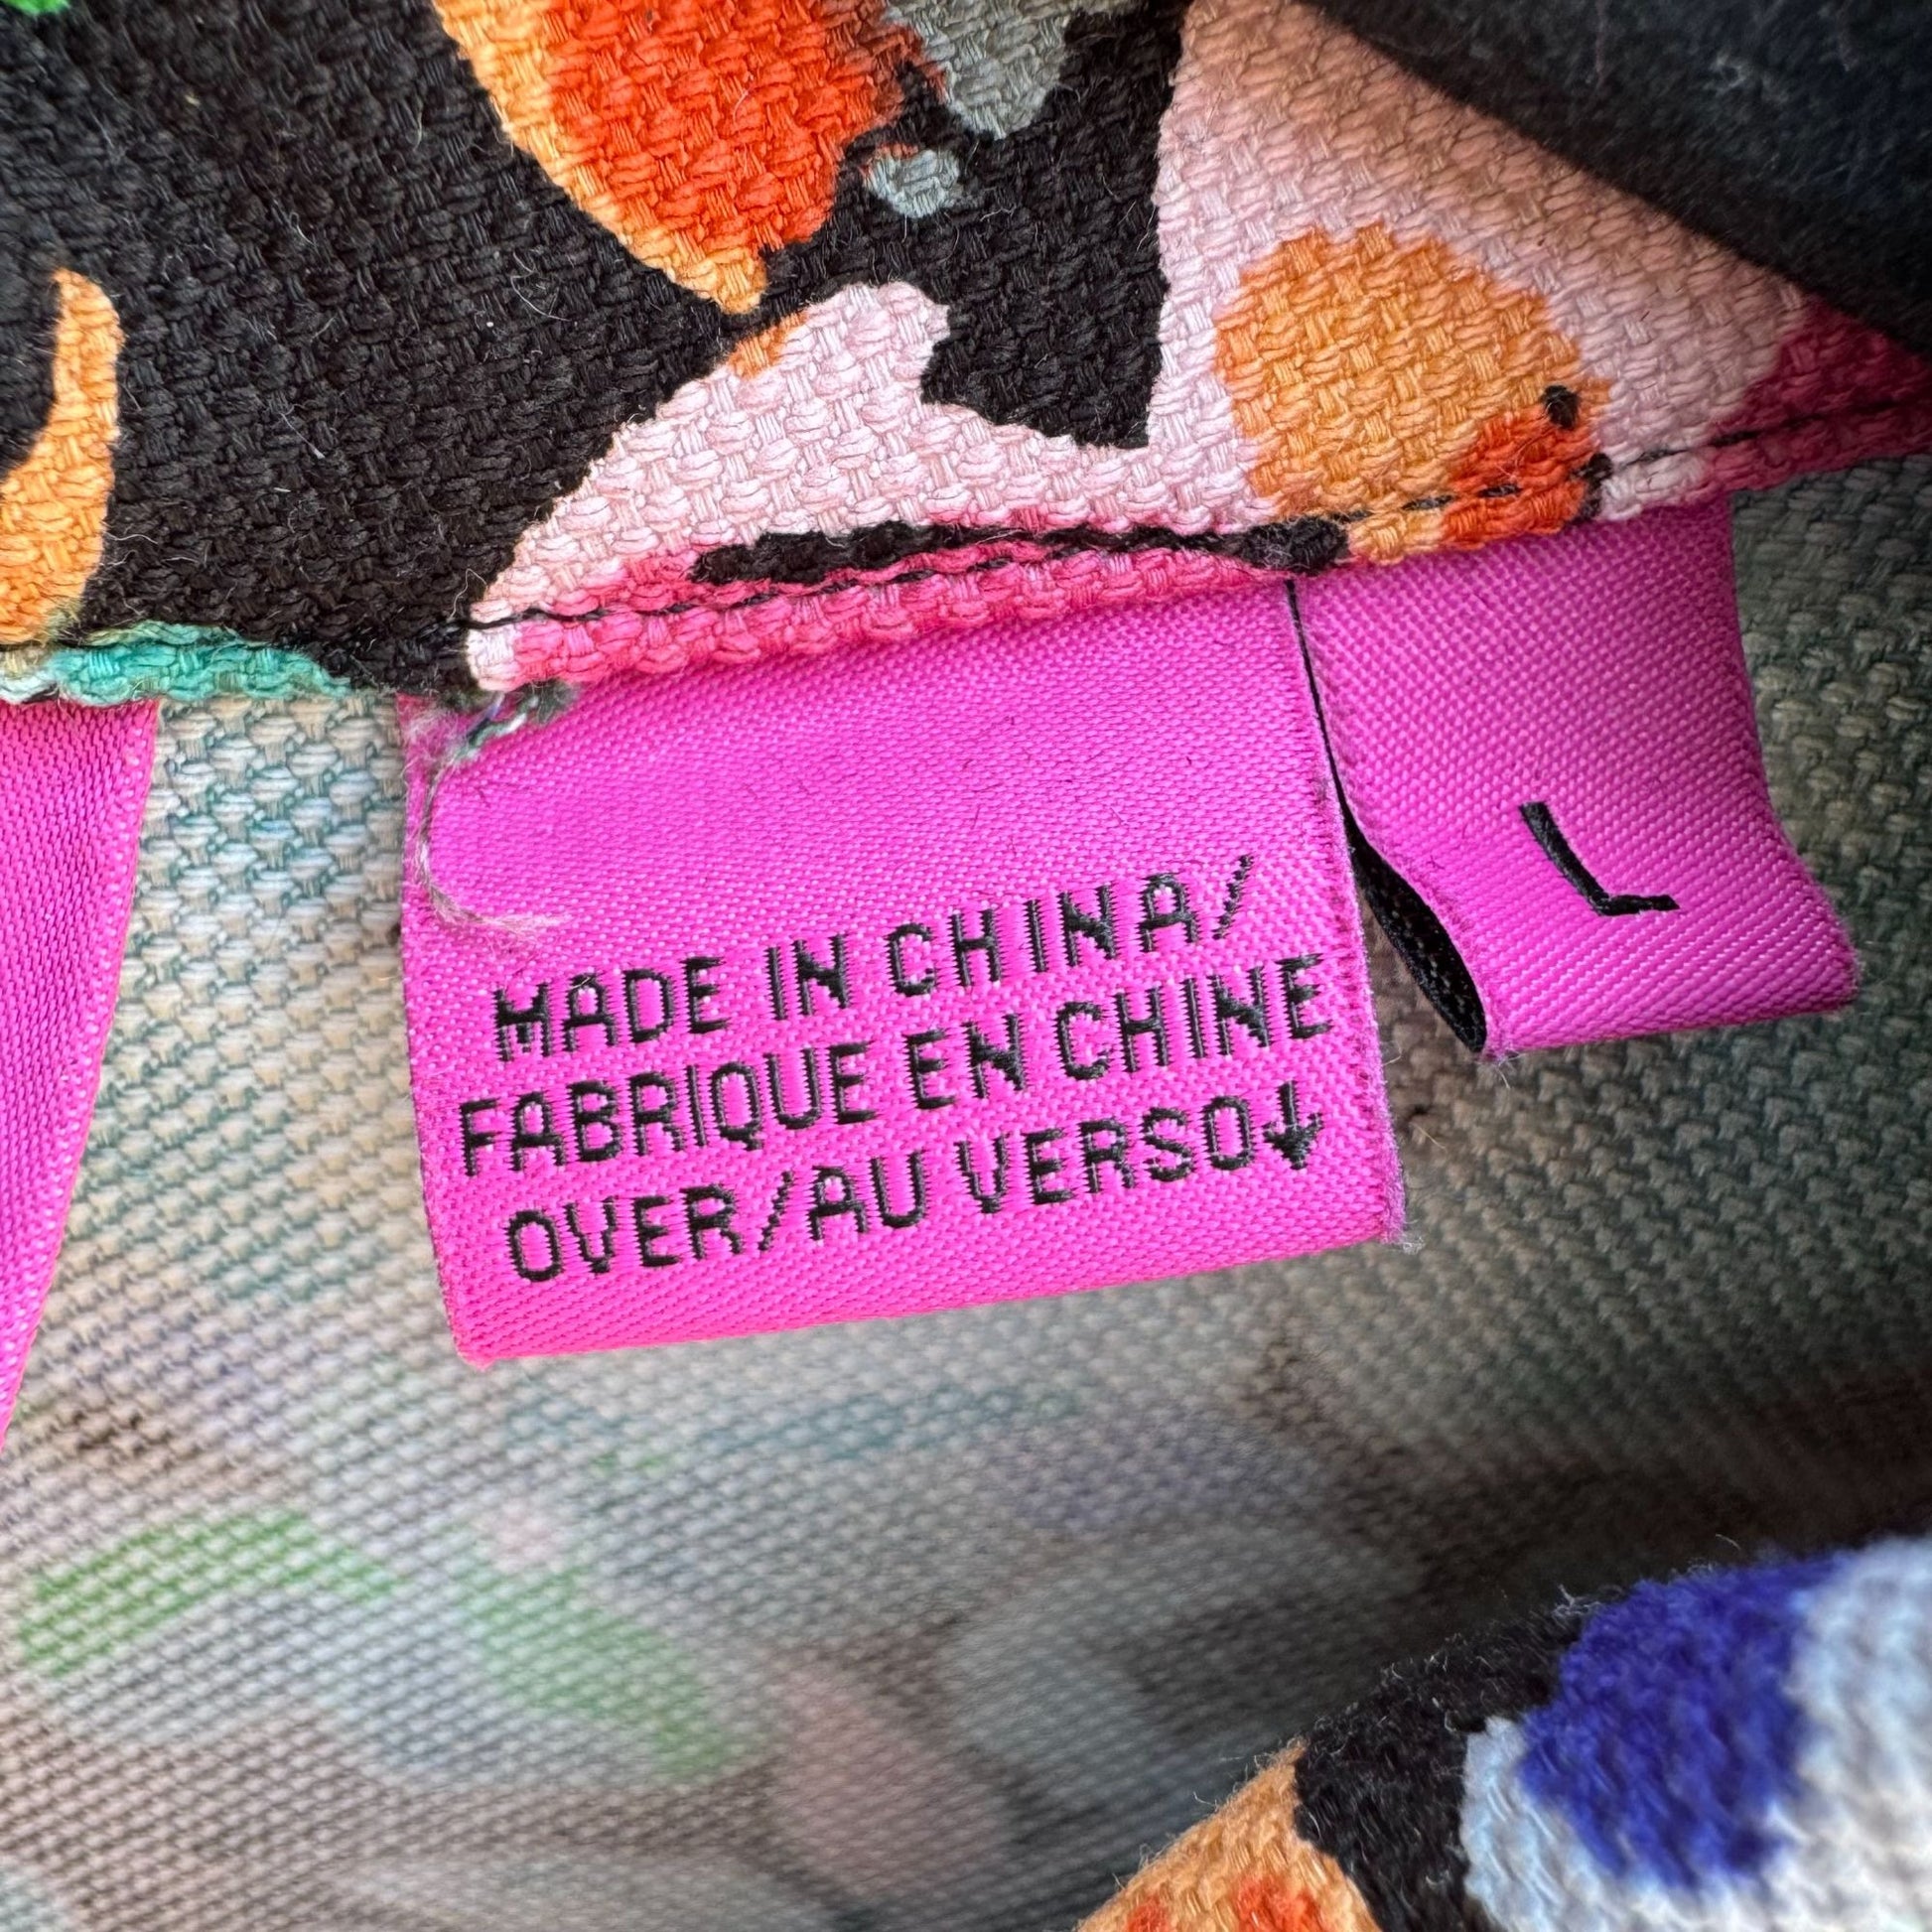 MADE IN CHINA/
FABRIQUE EN CHINE
OVER/AU VERSO↓
L